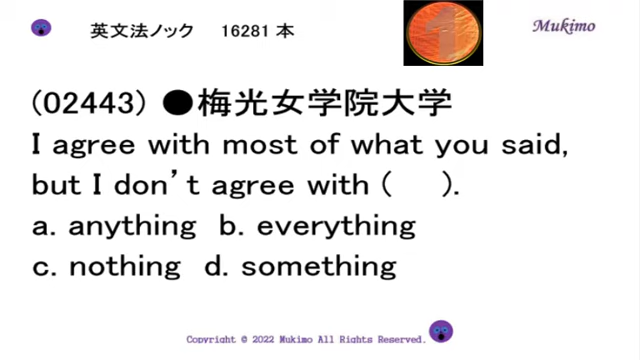 英文法ノック 16281 本
Mukimo
(02443) ●梅光女学院大学
I agree with most of what you said,
but I don't agree with ( ).
a. anything b. everything
c. nothing d. something
Copyright @ 2022 Mukimo All Rights Reserved.